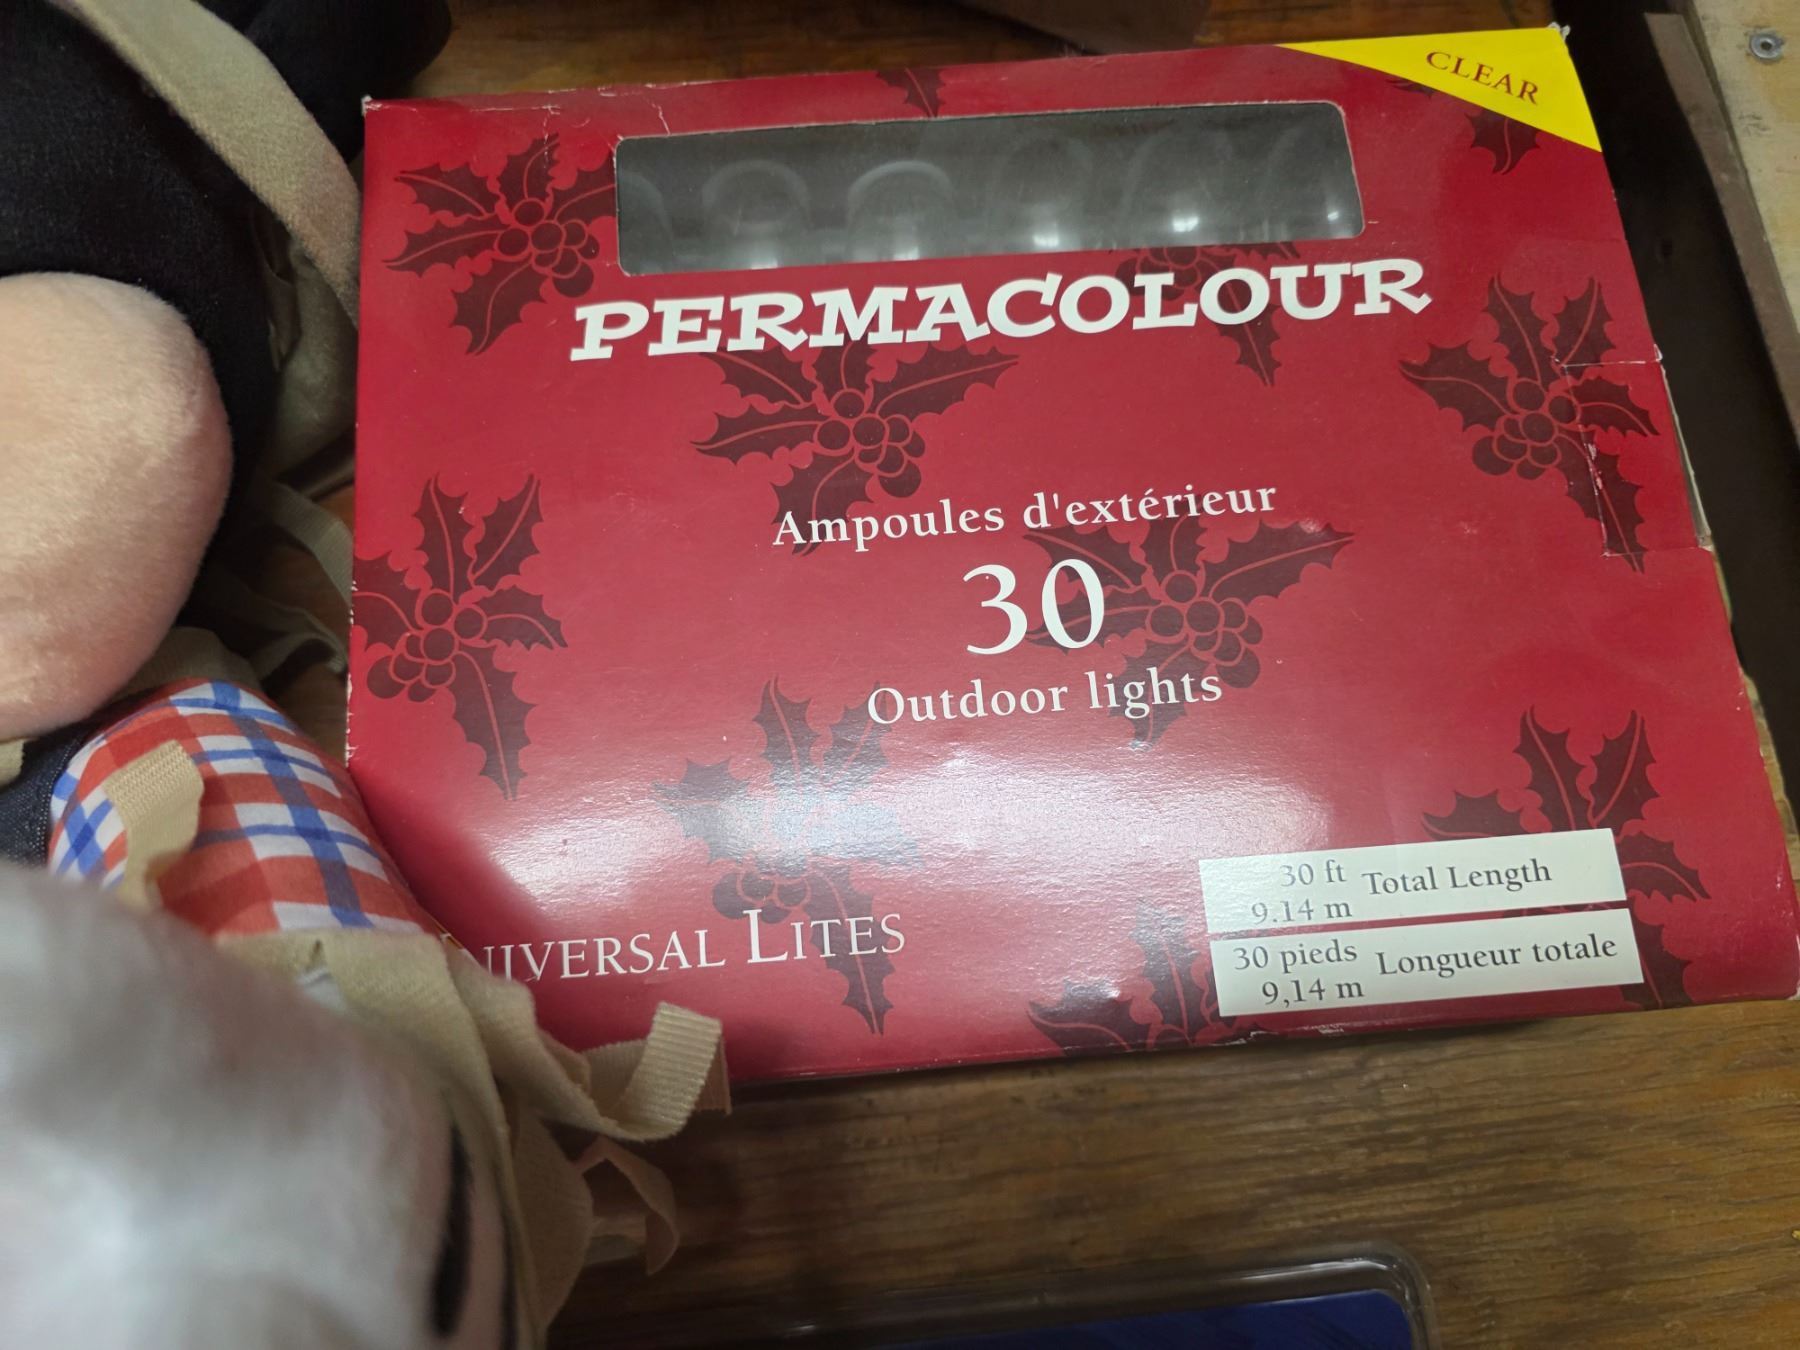 CLEAR
PERMACOLOUR
Ampoules d'extérieur
30
Outdoor lights
30 ft Total Length
9.14 m
30 pieds Longueur totale
9,14 m
LITES